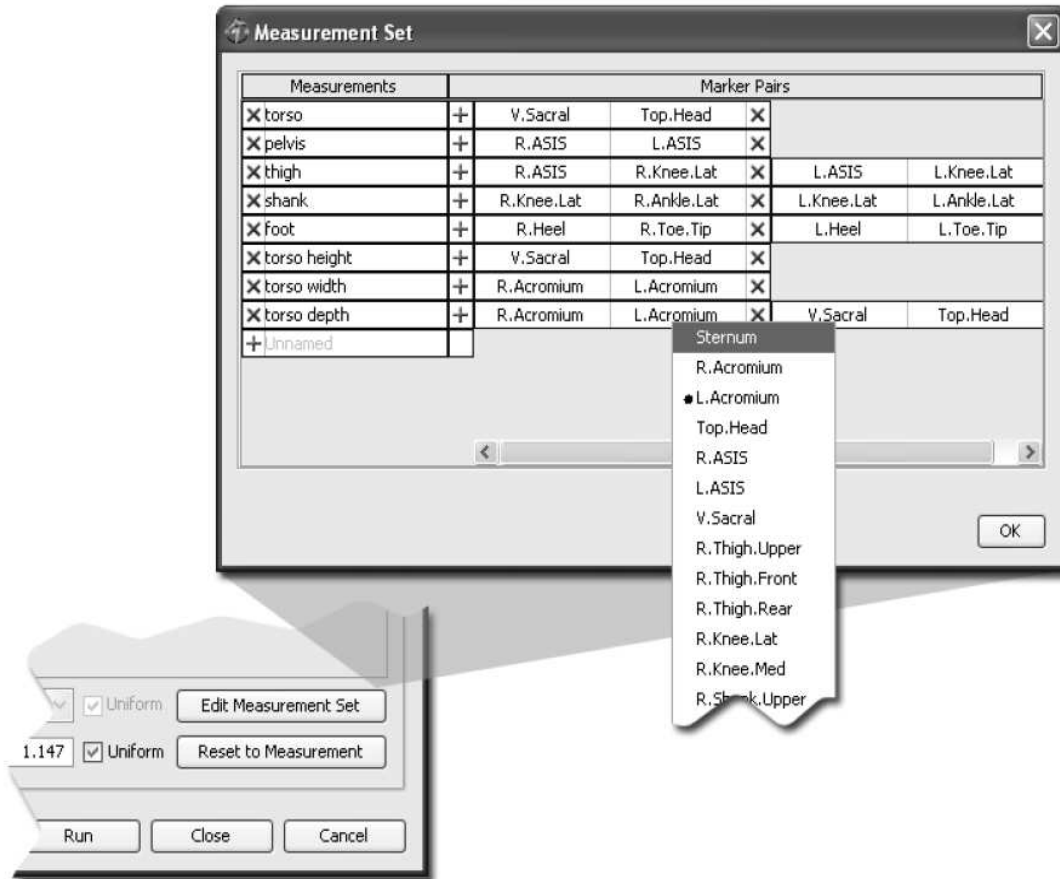 Measurement Set
Measurements Marker Pairs
torso V.Sacral Top.Head
pelvis R.ASIS L.ASIS
thigh R.ASIS R.Knee.Lat L.ASIS L.Knee.Lat
shank R.Knee.Lat R.Ankle.Lat L.Knee.Lat L.Ankle.Lat
foot R.Heel R.Toe.Tip L.Heel L.Toe.Tip
torso height V.Sacral Top.Head
torso width R.Acromium L.Acromium
torso depth R.Acromium L.Acromium V.Sacral Top.Head
Unnamed
Sternum
R.Acromium
L.Acromium
Top.Head
R.ASIS
L.ASIS
V.Sacral
R.Thigh.Upper
R.Thigh.Front
R.Thigh.Rear
R.Knee.Lat
R.Knee.Med
R.Shank.Upper
OK
Uniform Edit Measurement Set
1.147 Uniform Reset to Measurement
Run Close Cancel